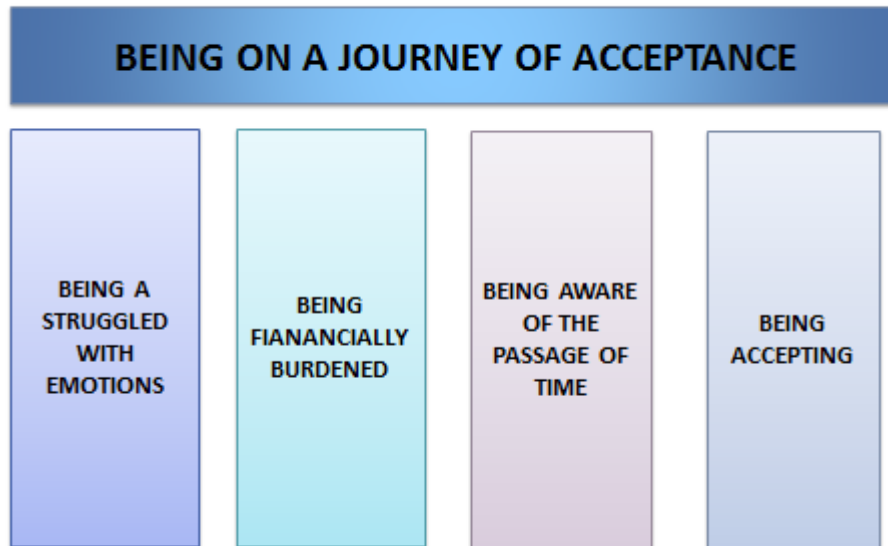 BEING ON A JOURNEY OF ACCEPTANCE
BEING A
STRUGGLED
WITH
EMOTIONS
BEING
FIANANCIALLY
BURDENED
BEING AWARE
OF THE
PASSAGE OF
TIME
BEING
ACCEPTING